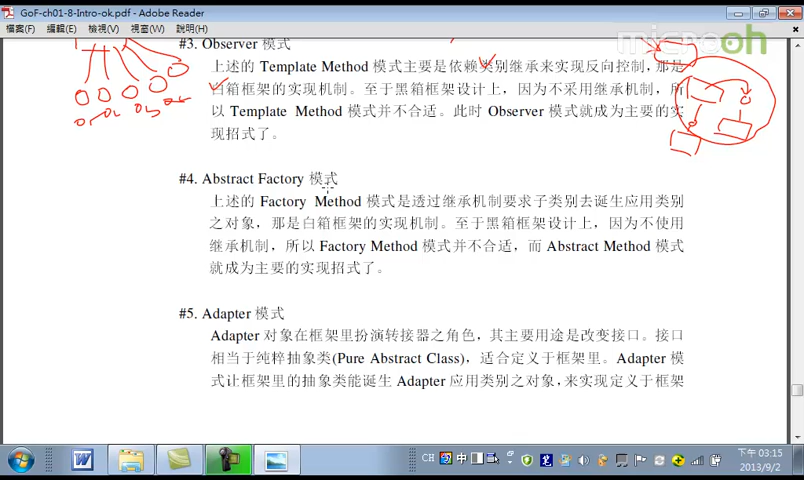 GoF-ch01-8-Intro-ok.pdf - Adobe Reader
檔案(F) 編輯(E) 檢視(V) 視窗(W) 說明(H)
microoh
#3. Observer 模式
上述的 Template Method 模式主要是依赖类别继承来实现反向控制，那是
白箱框架的实现机制。至于黑箱框架设计上，因为不采用继承机制，所
以 Template Method 模式并不合适。此时 Observer 模式就成为主要的实
现招式了。
#4. Abstract Factory 模式
上述的 Factory Method 模式是透过继承机制要求子类别去诞生应用类别
之对象，那是白箱框架的实现机制。至于黑箱框架设计上，因为不使用
继承机制，所以 Factory Method 模式并不合适，而 Abstract Method 模式
就成为主要的实现招式了。
#5. Adapter 模式
Adapter 对象在框架里扮演转接器之角色，其主要用途是改变接口。接口
相当于纯粹抽象类(Pure Abstract Class)，适合定义于框架里。Adapter 模
式让框架里的抽象类能诞生 Adapter 应用类别之对象，来实现定义于框架
CH 中
下午 03:15
2013/9/2